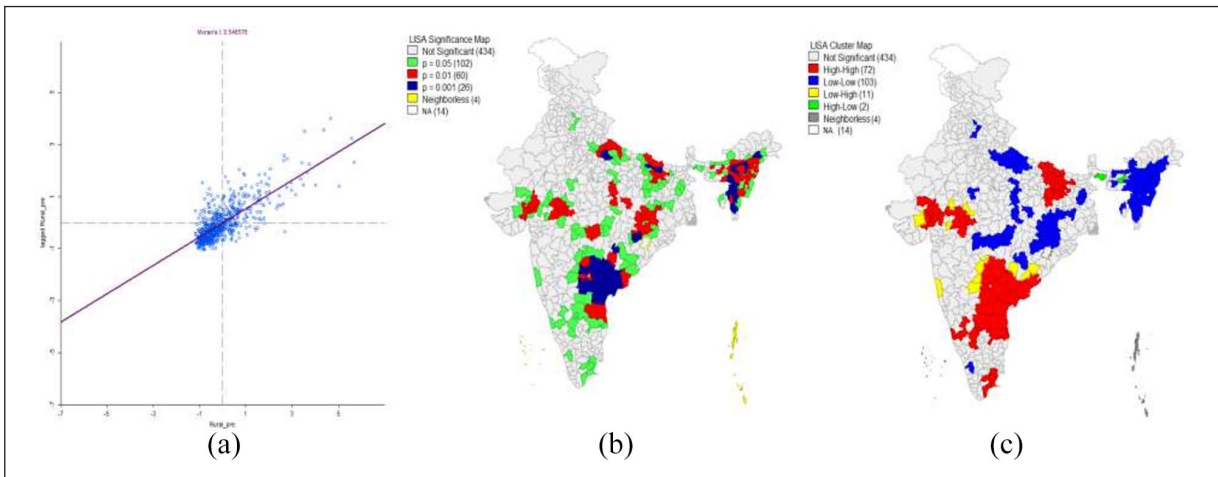 Moran's I: 0.546576
lagged Rural_pre
-7 -5 -3 -1 1 3 5
Rural_pre
(a)
LISA Significance Map
Not Significant (434)
p = 0.05 (102)
p = 0.01 (60)
p = 0.001 (26)
Neighborless (4)
NA (14)
(b)
LISA Cluster Map
Not Significant (434)
High-High (72)
Low-Low (103)
Low-High (11)
High-Low (2)
Neighborless (4)
NA (14)
(c)